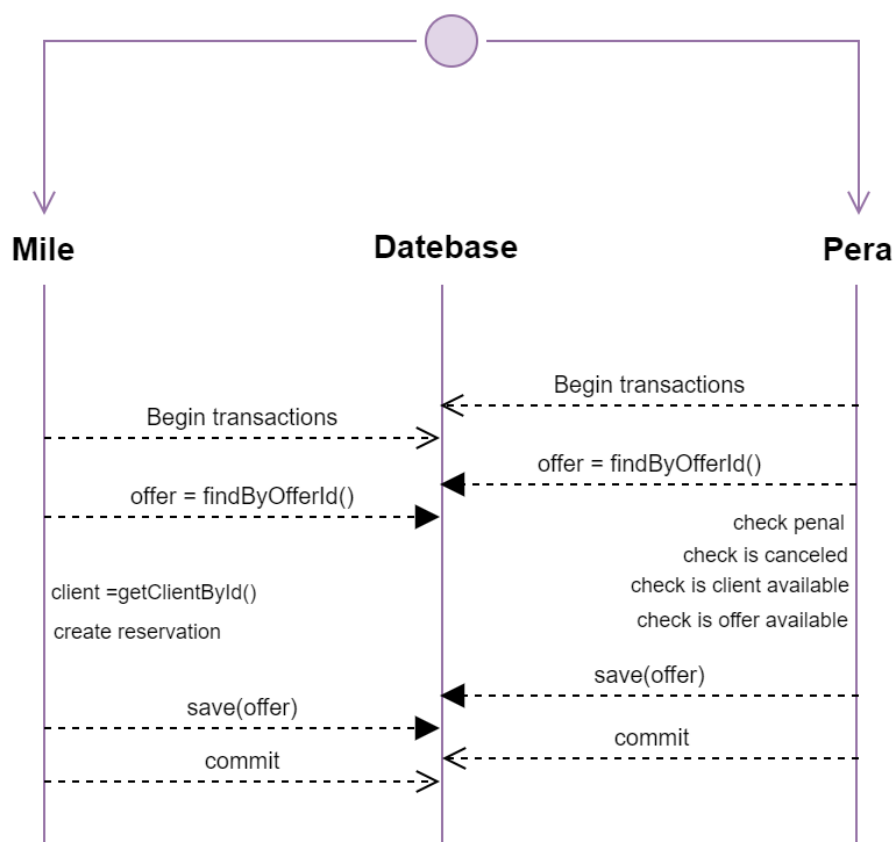 Mile
Datebase
Pera
Begin transactions
Begin transactions
offer = findByOfferId()
offer = findByOfferId()
check penal
check is canceled
check is client available
client =getClientById()
check is offer available
create reservation
save(offer)
save(offer)
commit
commit